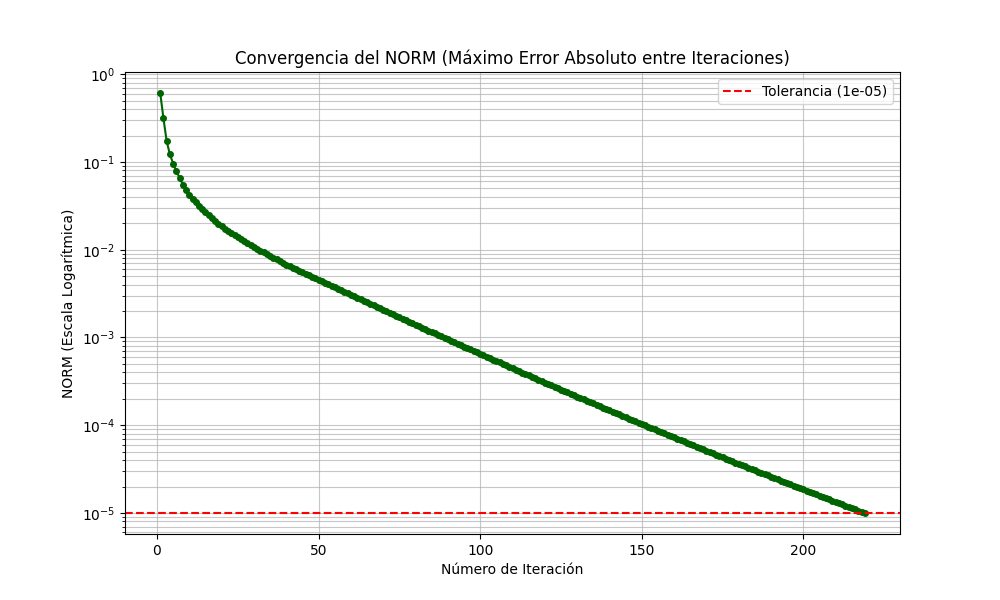 Convergencia del NORM (Máximo Error Absoluto entre Iteraciones)
Tolerancia (1e-05)
NORM (Escala Logarítmica)
10⁰
10⁻¹
10⁻²
10⁻³
10⁻⁴
10⁻⁵
0 50 100 150 200
Número de Iteración